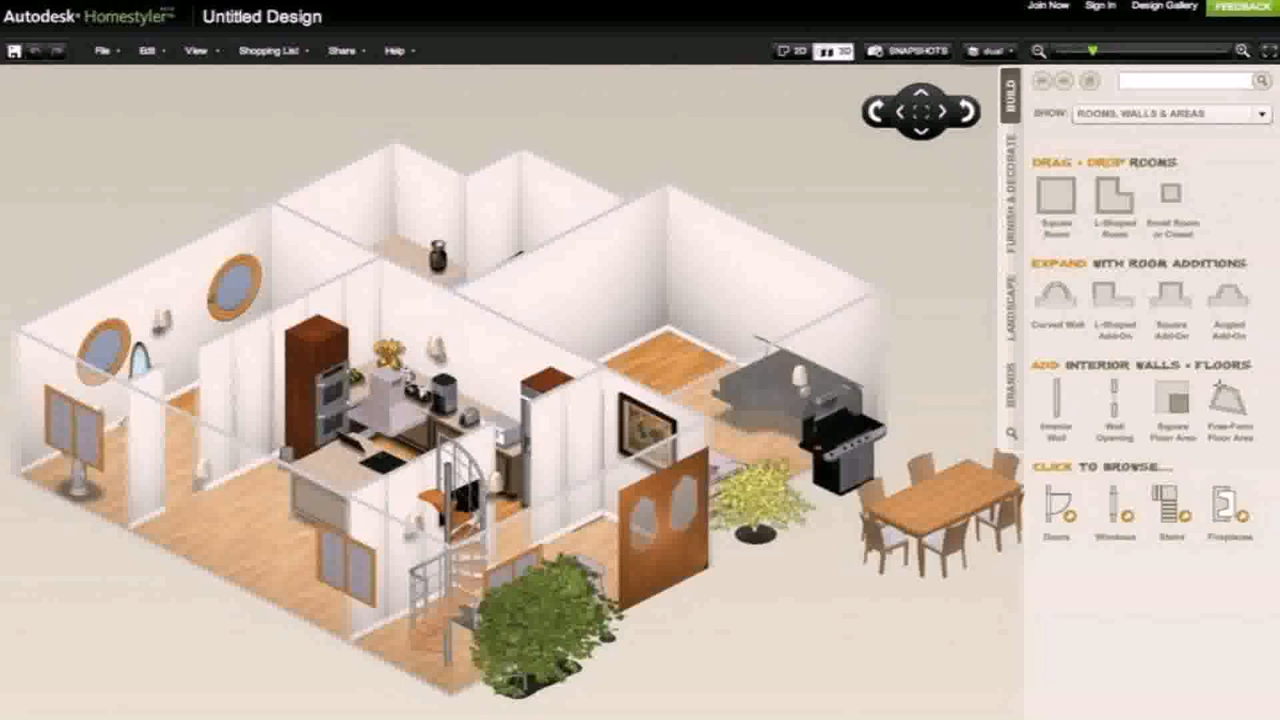 Autodesk® Homestyler™ BETA Untitled Design
Join Now Sign In Design Gallery FEEDBACK
File Edit View Shopping List Share Help
2D 3D SNAPSHOTS dual
BUILD
FURNISH & DECORATE
LANDSCAPE
BRANDS
SHOW: ROOMS, WALLS & AREAS
DRAG + DROP ROOMS
Square Room
L-Shaped Room
Small Room or Closet
EXPAND WITH ROOM ADDITIONS
Curved Wall
L-Shaped Add-On
Square Add-On
Angled Add-On
ADD INTERIOR WALLS + FLOORS
Interior Wall
Wall Opening
Square Floor Area
Free-Form Floor Area
CLICK TO BROWSE...
Doors Windows Stairs Fireplaces